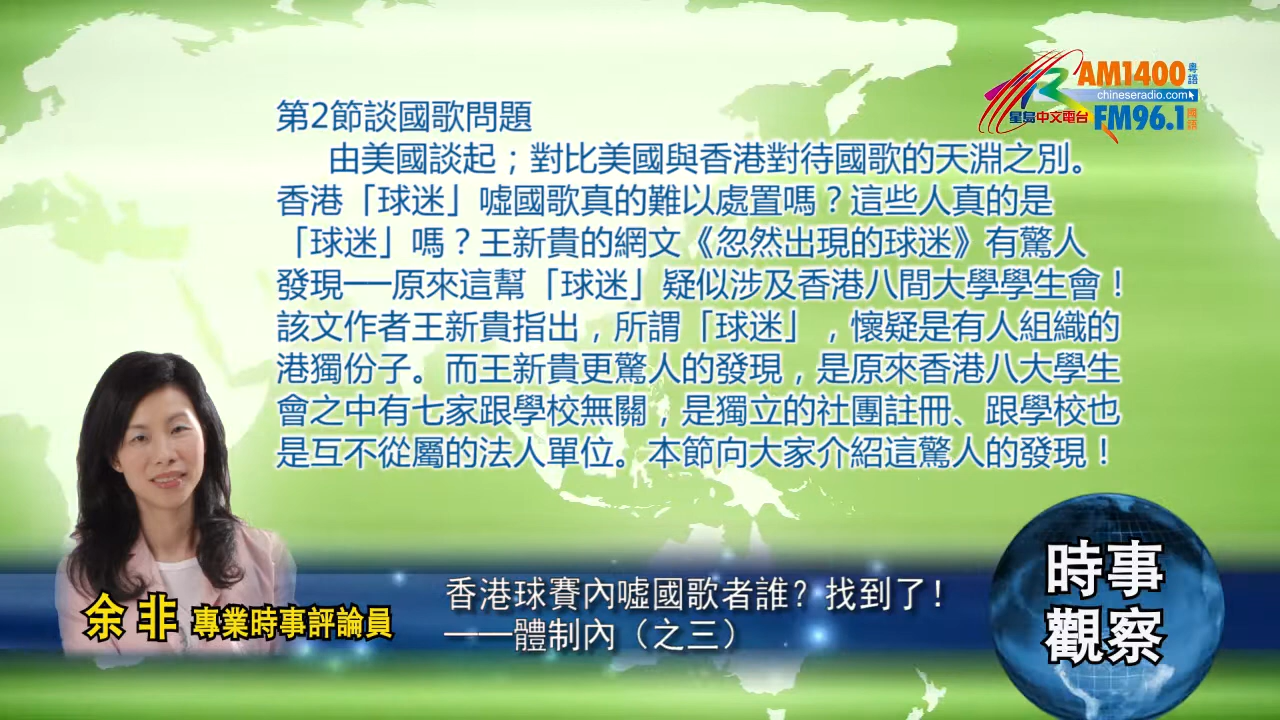 AM1400 粵語
chineseradio.com
星島中文電台
FM96.1 國語
第2節談國歌問題
由美國談起；對比美國與香港對待國歌的天淵之別。
香港「球迷」噓國歌真的難以處置嗎？這些人真的是
「球迷」嗎？王新貴的網文《忽然出現的球迷》有驚人
發現──原來這幫「球迷」疑似涉及香港八間大學學生會！
該文作者王新貴指出，所謂「球迷」，懷疑是有人組織的
港獨份子。而王新貴更驚人的發現，是原來香港八大學生
會之中有七家跟學校無關，是獨立的社團註冊、跟學校也
是互不從屬的法人單位。本節向大家介紹這驚人的發現！
余非 專業時事評論員
香港球賽內噓國歌者誰？找到了！
──體制內（之三）
時事
觀察